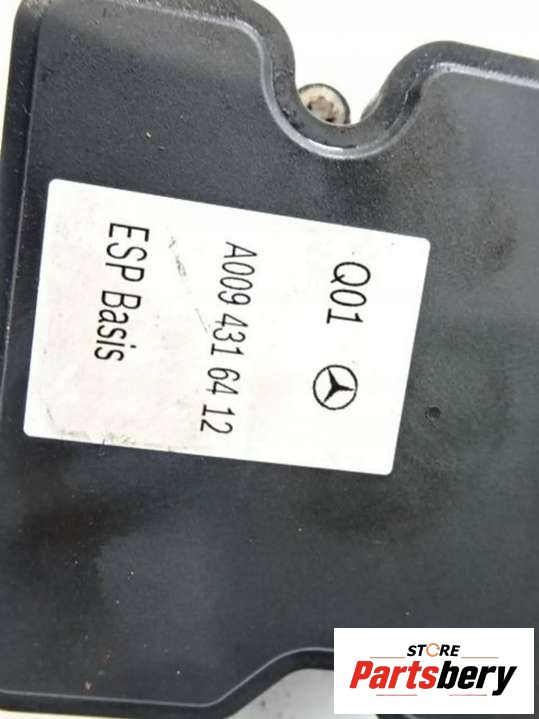 Q01
A009 431 64 12
ESP Basis
STORE
Partsbery